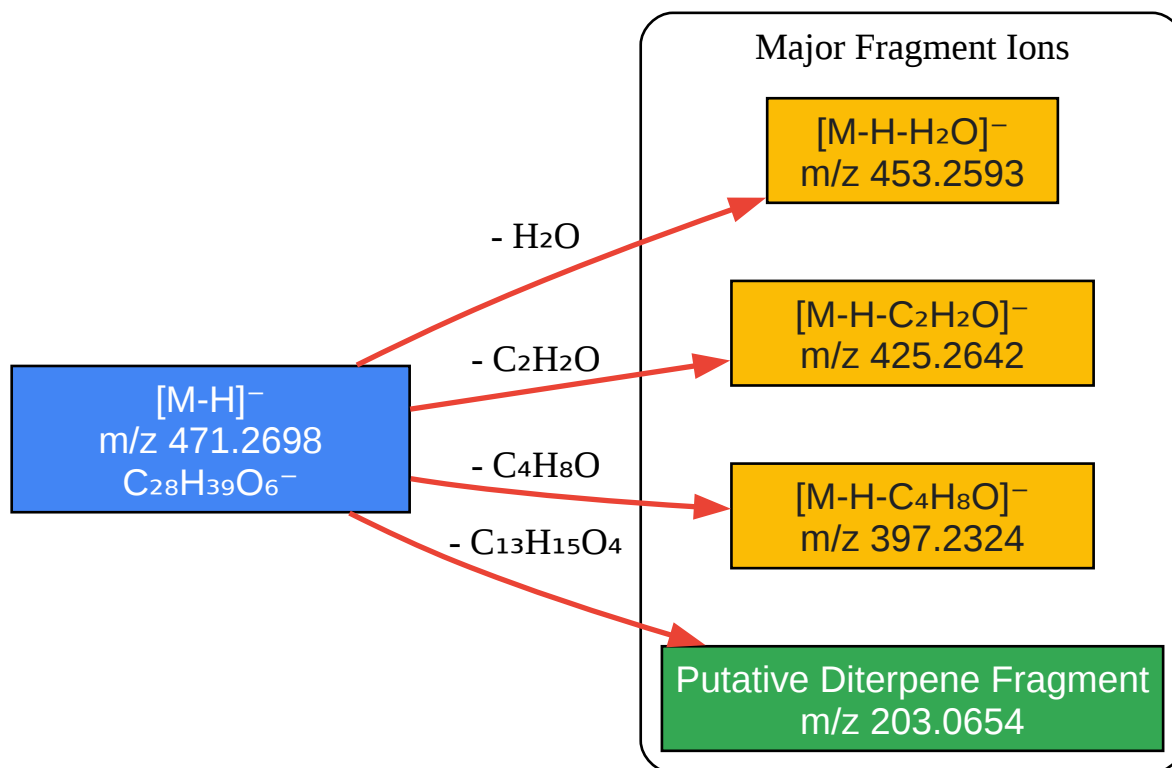 Major Fragment Ions
[M-H-H₂O]⁻
m/z 453.2593
- H₂O
[M-H-C₂H₂O]⁻
m/z 425.2642
- C₂H₂O
[M-H]⁻
m/z 471.2698
C₂₈H₃₉O₆⁻
- C₄H₈O
[M-H-C₄H₈O]⁻
m/z 397.2324
- C₁₃H₁₅O₄
Putative Diterpene Fragment
m/z 203.0654